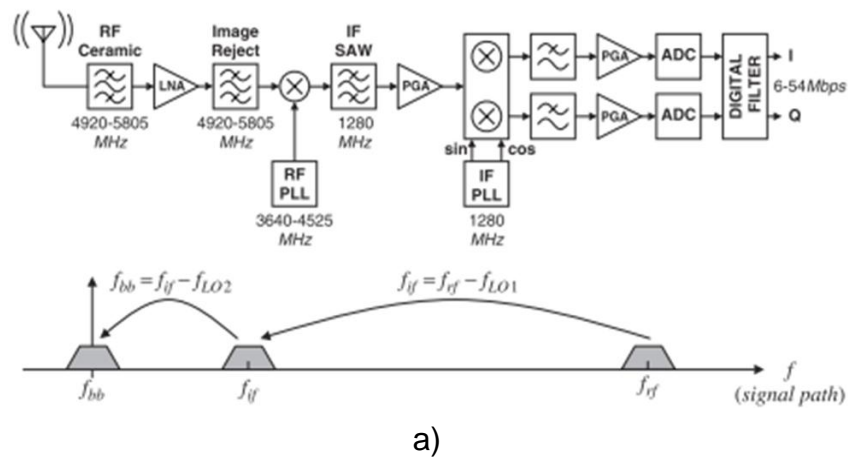 RF
Ceramic
Image
Reject
IF
SAW
LNA
PGA
PGA
ADC
PGA
ADC
DIGITAL
FILTER
I
6-54Mbps
Q
4920-5805
MHz
4920-5805
MHz
1280
MHz
sin
cos
RF
PLL
IF
PLL
3640-4525
MHz
1280
MHz
f_bb = f_if − f_LO2
f_if = f_rf − f_LO1
f_bb
f_if
f_rf
f
(signal path)
a)